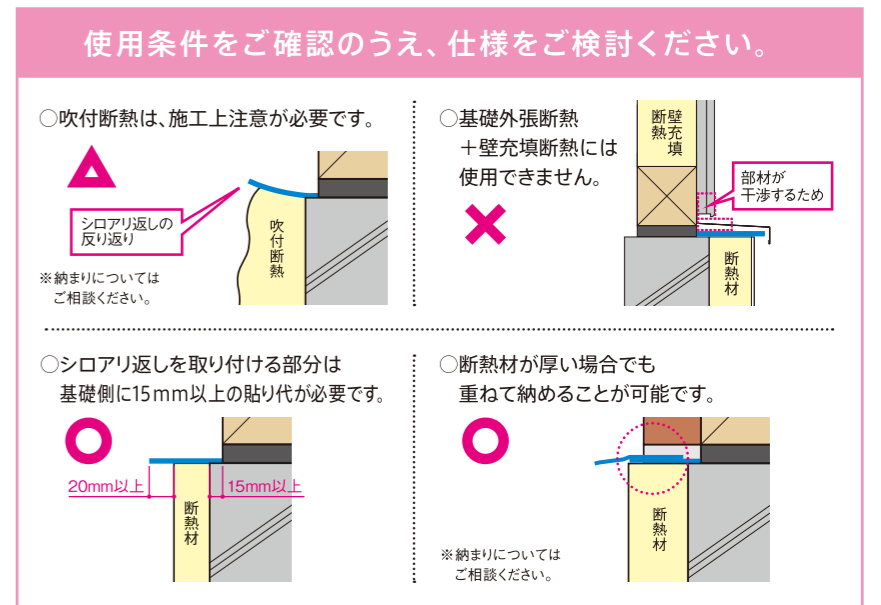 使用条件をご確認のうえ、仕様をご検討ください。
○吹付断熱は、施工上注意が必要です。
シロアリ返しの
反り返り
吹付断熱
※納まりについては
ご相談ください。
○基礎外張断熱
＋壁充填断熱には
使用できません。
壁充填
断熱
部材が
干渉するため
断熱材
○シロアリ返しを取り付ける部分は
基礎側に15mm以上の貼り代が必要です。
20mm以上
15mm以上
断熱材
○断熱材が厚い場合でも
重ねて納めることが可能です。
断熱材
※納まりについては
ご相談ください。